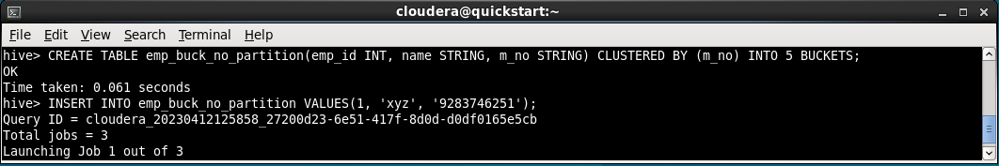 cloudera@quickstart:~
File Edit View Search Terminal Help
hive> CREATE TABLE emp_buck_no_partition(emp_id INT, name STRING, m_no STRING) CLUSTERED BY (m_no) INTO 5 BUCKETS;
OK
Time taken: 0.061 seconds
hive> INSERT INTO emp_buck_no_partition VALUES(1, 'xyz', '9283746251');
Query ID = cloudera_20230412125858_27200d23-6e51-417f-8d0d-d0df0165e5cb
Total jobs = 3
Launching Job 1 out of 3